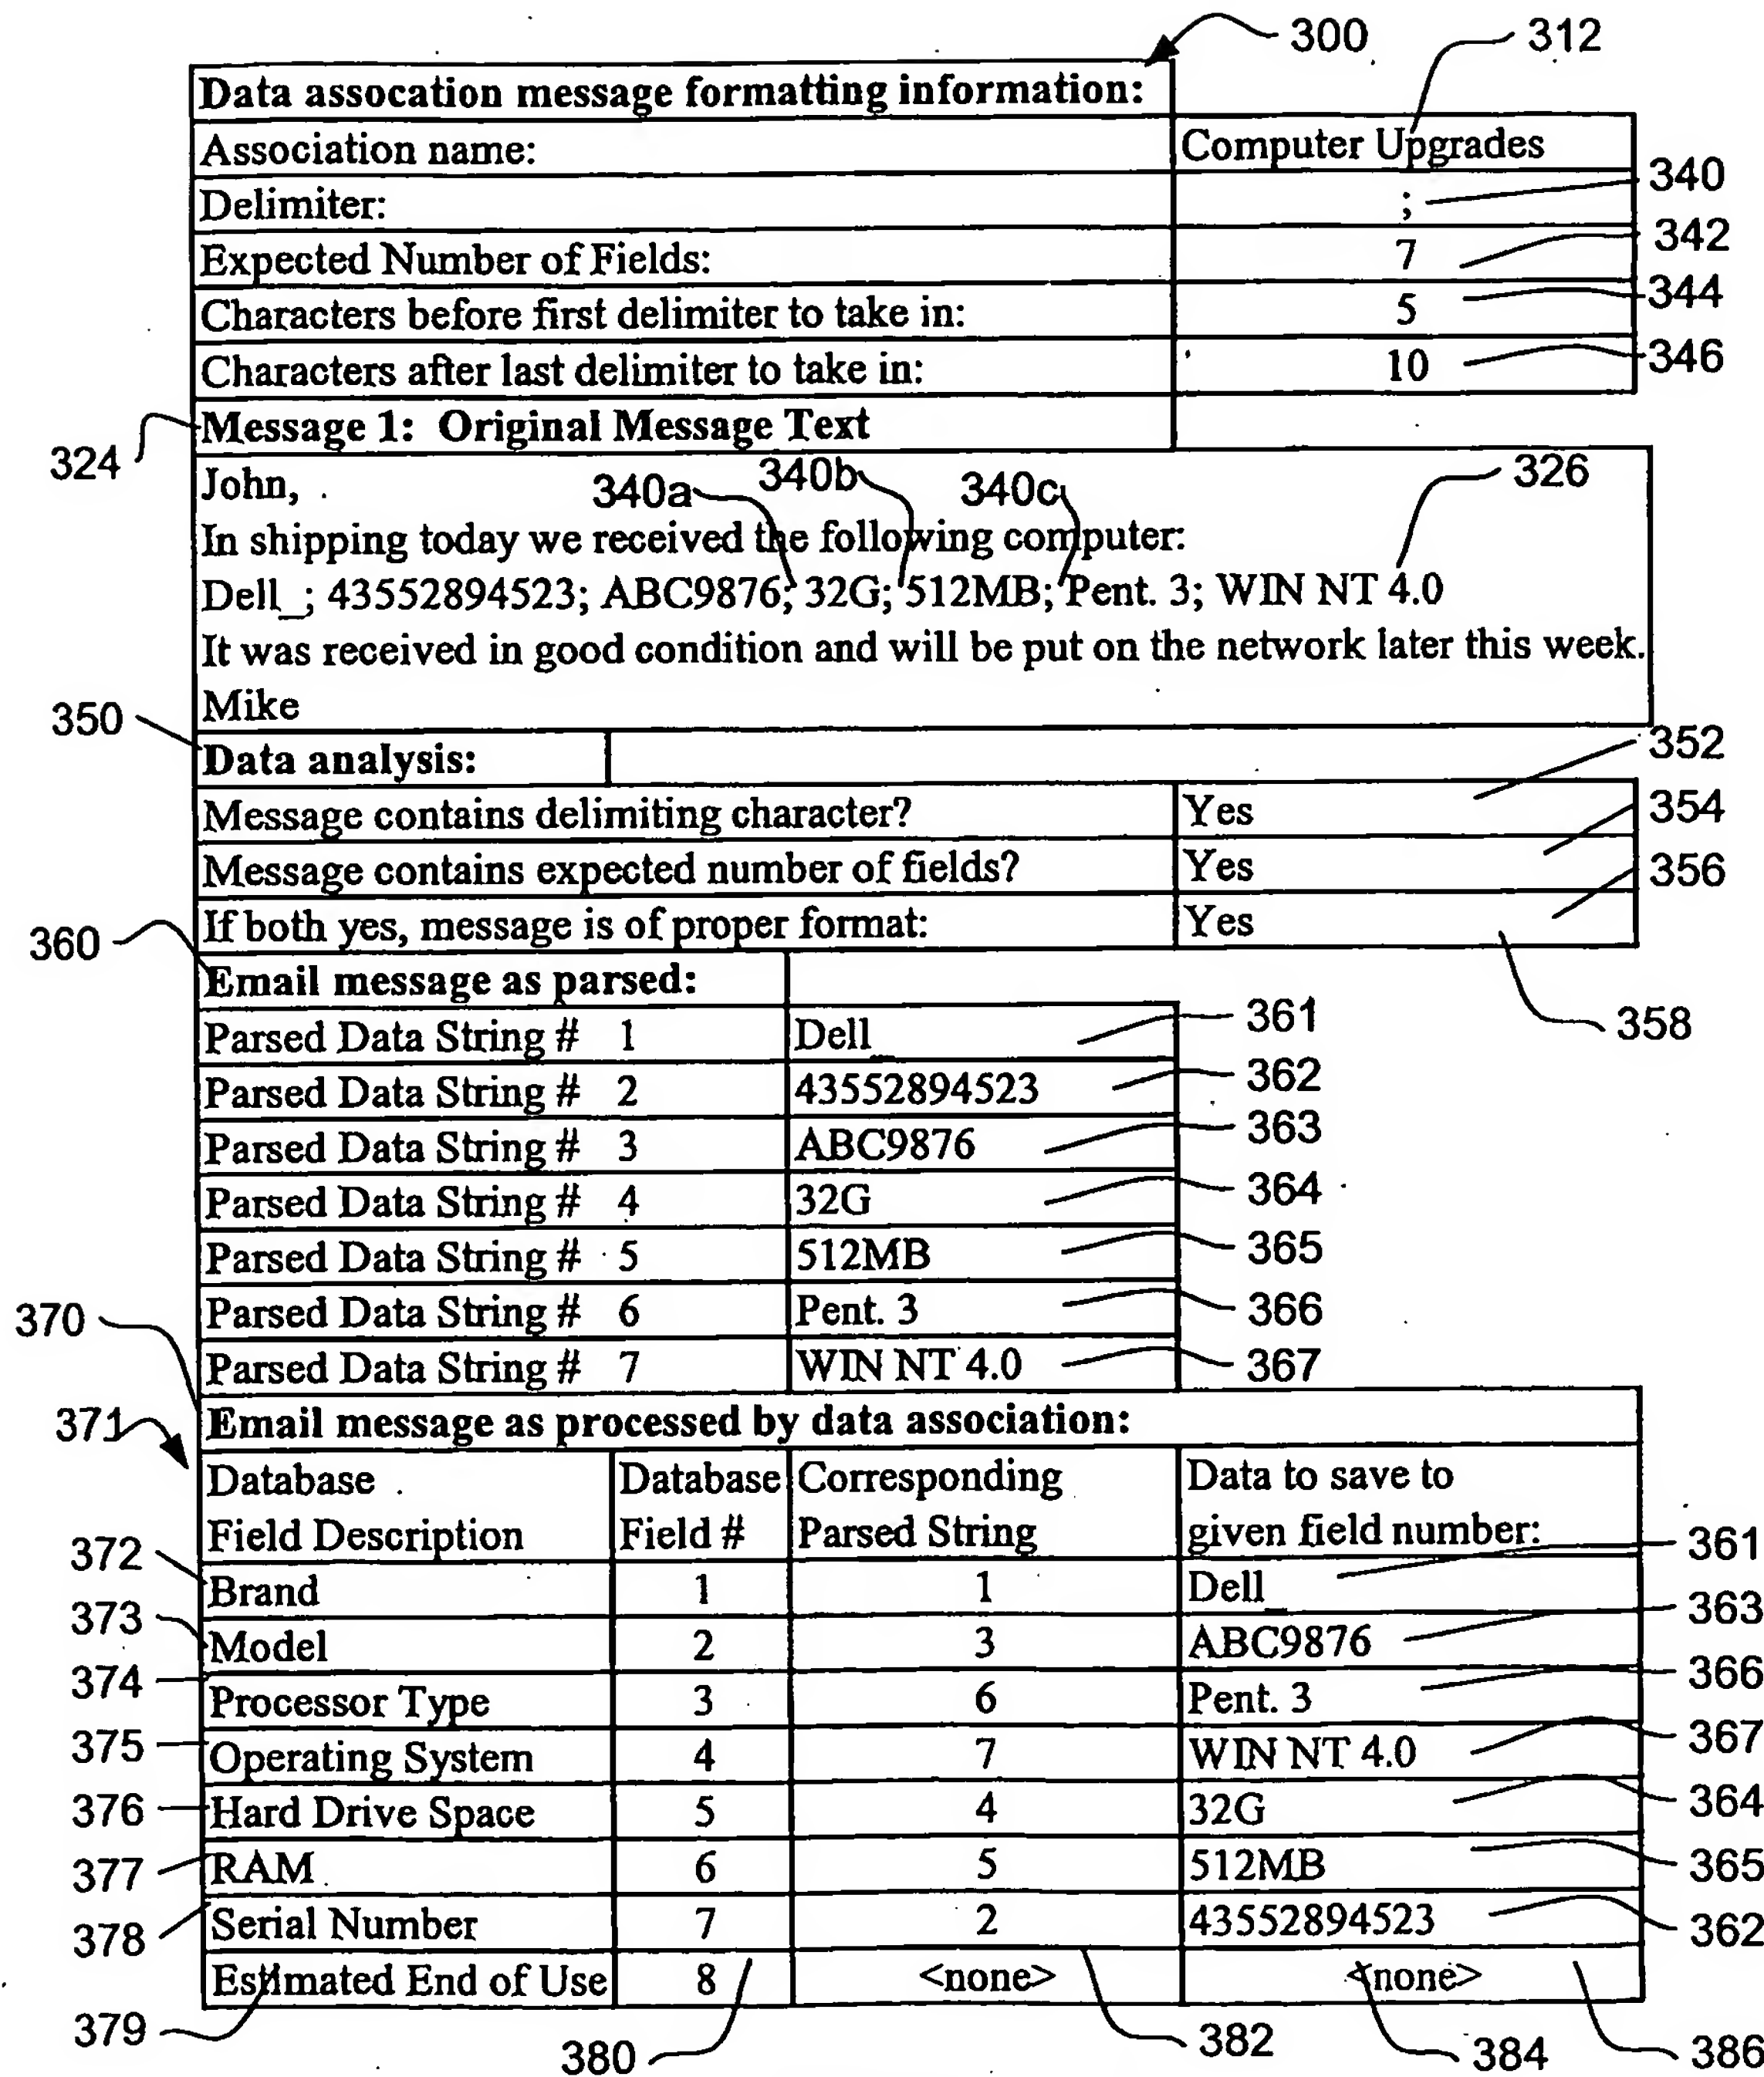 300
312
Data assocation message formatting information:
Association name: Computer Upgrades
Delimiter: ; 340
Expected Number of Fields: 7 342
Characters before first delimiter to take in: 5 344
Characters after last delimiter to take in: 10 346
324 Message 1: Original Message Text
John, 340a 340b 340c 326
In shipping today we received the following computer:
Dell_; 43552894523; ABC9876; 32G; 512MB; Pent. 3; WIN NT 4.0
It was received in good condition and will be put on the network later this week.
350 Mike
Data analysis: 352
Message contains delimiting character? Yes 354
Message contains expected number of fields? Yes 356
If both yes, message is of proper format: Yes
360 Email message as parsed: 358
Parsed Data String # 1 Dell_ 361
Parsed Data String # 2 43552894523 362
Parsed Data String # 3 ABC9876 363
Parsed Data String # 4 32G 364
Parsed Data String # 5 512MB 365
370 Parsed Data String # 6 Pent. 3 366
Parsed Data String # 7 WIN NT 4.0 367
371 Email message as processed by data association:
Database Database Corresponding Data to save to
Field Description Field # Parsed String given field number:
372 Brand 1 1 Dell_ 361
373 Model 2 3 ABC9876 363
374 Processor Type 3 6 Pent. 3 366
375 Operating System 4 7 WIN NT 4.0 367
376 Hard Drive Space 5 4 32G 364
377 RAM 6 5 512MB 365
378 Serial Number 7 2 43552894523 362
Estimated End of Use 8 <none> <none>
379 380 382 384 386